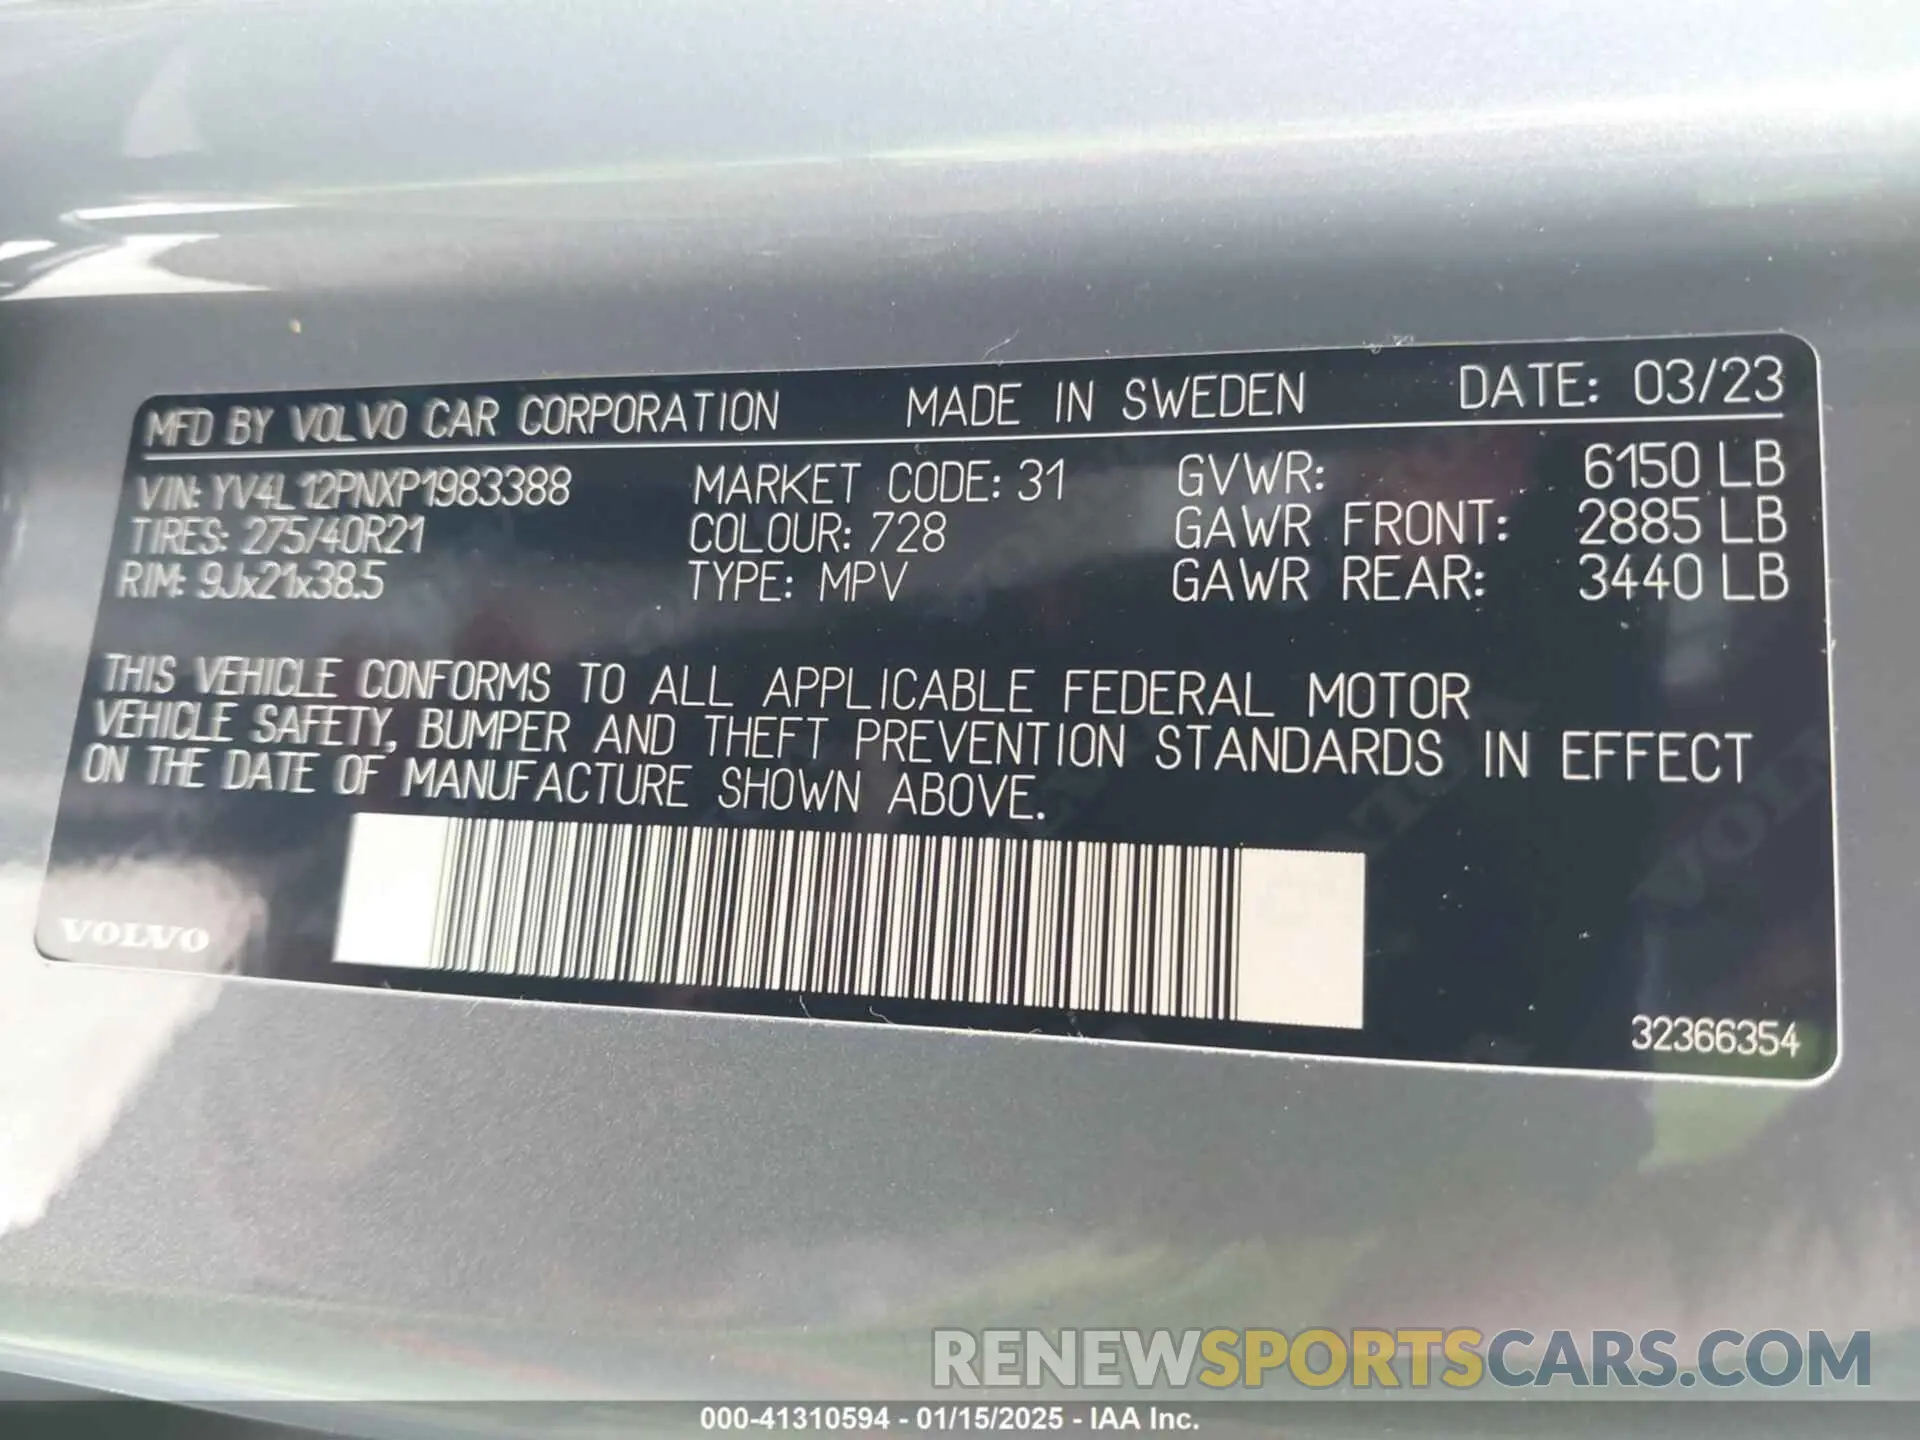 MFD BY VOLVO CAR CORPORATION MADE IN SWEDEN DATE: 03/23
VIN: YV4L12PNXP1983388 MARKET CODE: 31 GVWR: 6150 LB
TIRES: 275/40R21 COLOUR: 728 GAWR FRONT: 2885 LB
RIM: 9Jx21x38.5 TYPE: MPV GAWR REAR: 3440 LB
THIS VEHICLE CONFORMS TO ALL APPLICABLE FEDERAL MOTOR
VEHICLE SAFETY, BUMPER AND THEFT PREVENTION STANDARDS IN EFFECT
ON THE DATE OF MANUFACTURE SHOWN ABOVE.
VOLVO
32366354
RENEWSPORTSCARS.COM
000-41310594 - 01/15/2025 - IAA Inc.